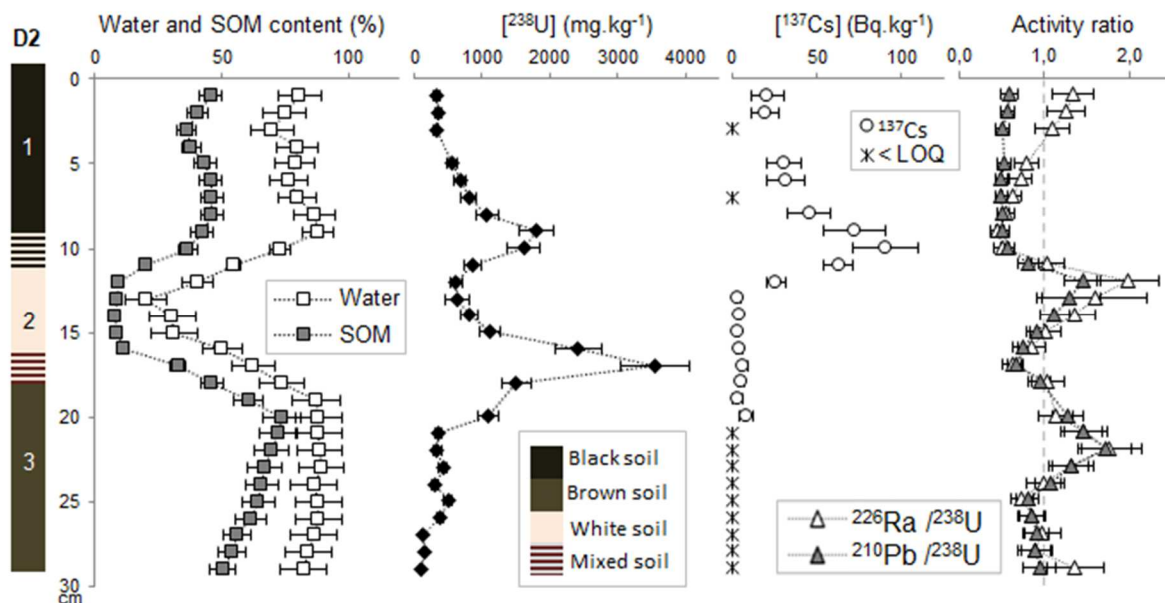 D2
Water and SOM content (%)
[²³⁸U] (mg.kg⁻¹)
[¹³⁷Cs] (Bq.kg⁻¹)
Activity ratio
0 50 100
0 1000 2000 3000 4000
0 50 100
0,0 1,0 2,0
0
5
10
15
20
25
30
cm
1
2
3
Water
SOM
Black soil
Brown soil
White soil
Mixed soil
¹³⁷Cs
< LOQ
²²⁶Ra /²³⁸U
²¹⁰Pb /²³⁸U